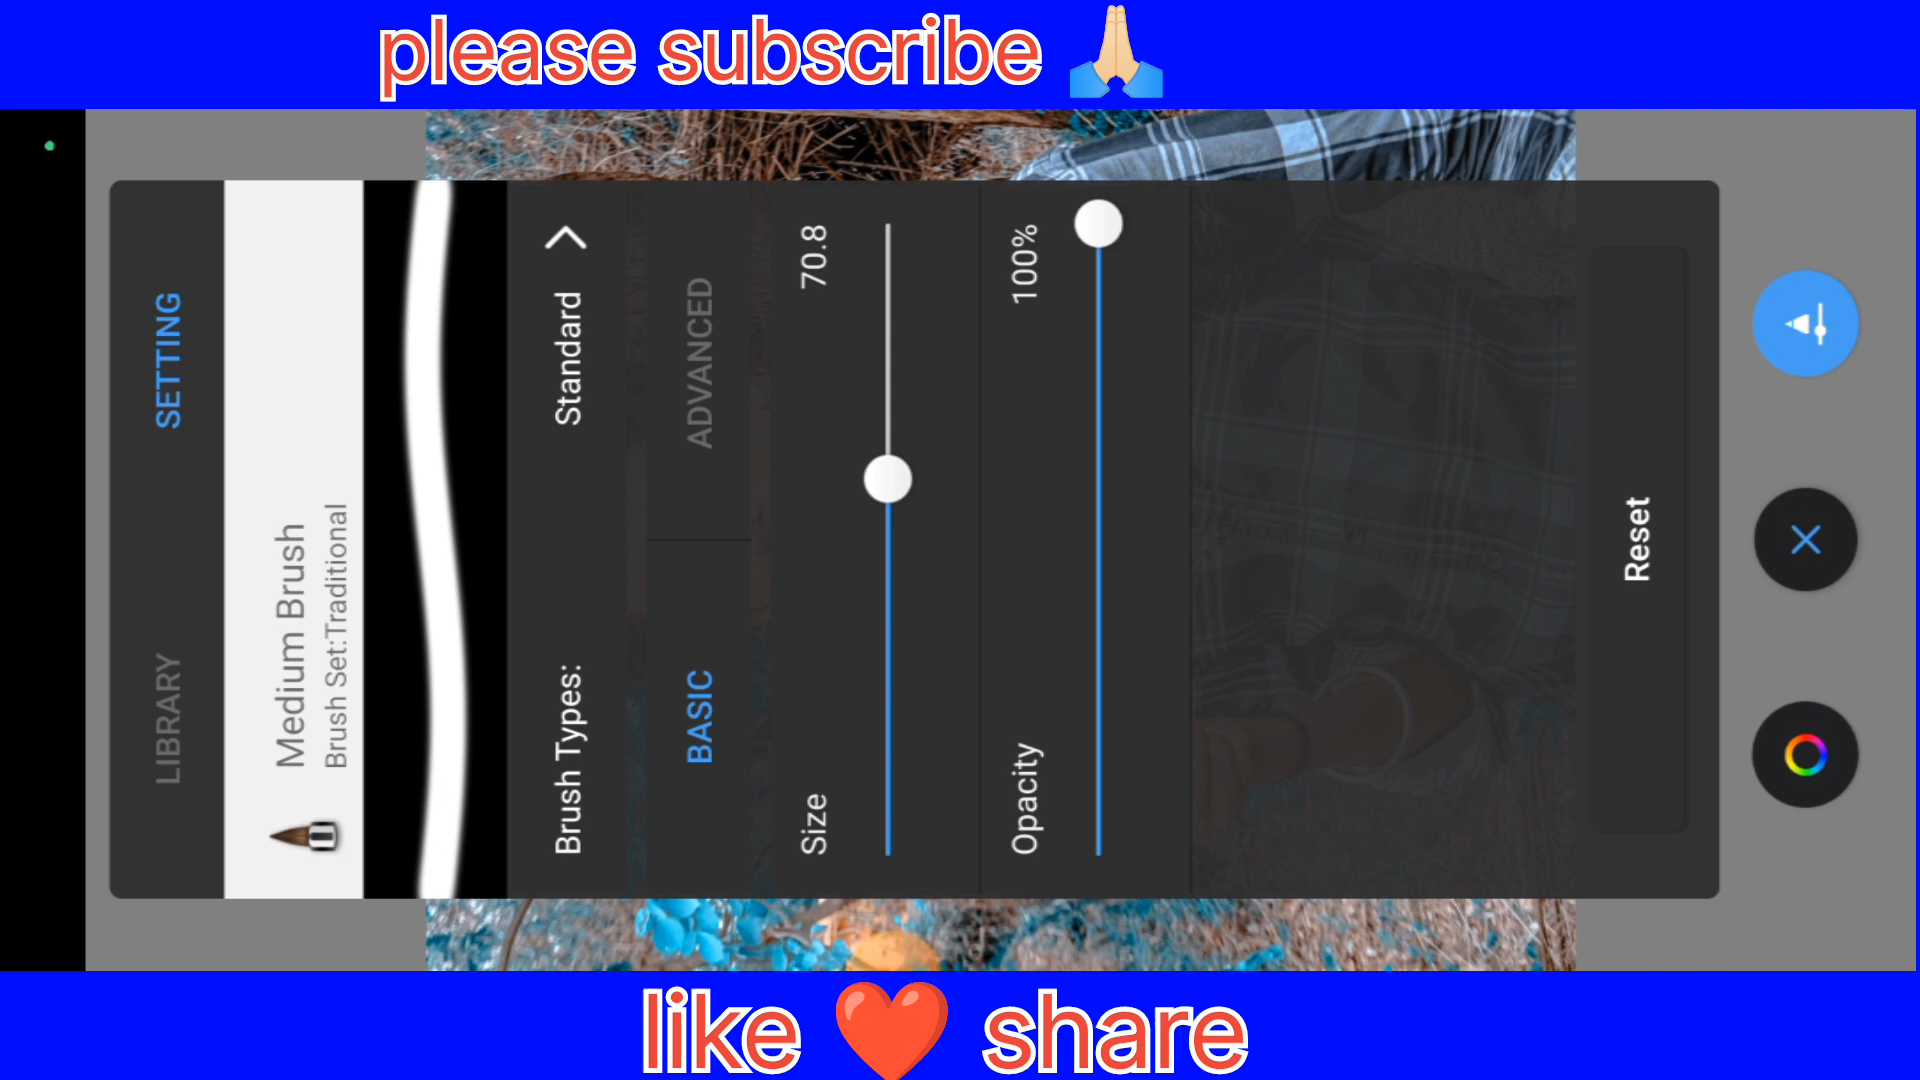 please subscribe 🙏🏻
LIBRARY
SETTING
Medium Brush
Brush Set:Traditional
Brush Types:
Standard
BASIC
ADVANCED
Size
70.8
Opacity
100%
Reset
like ❤️ share